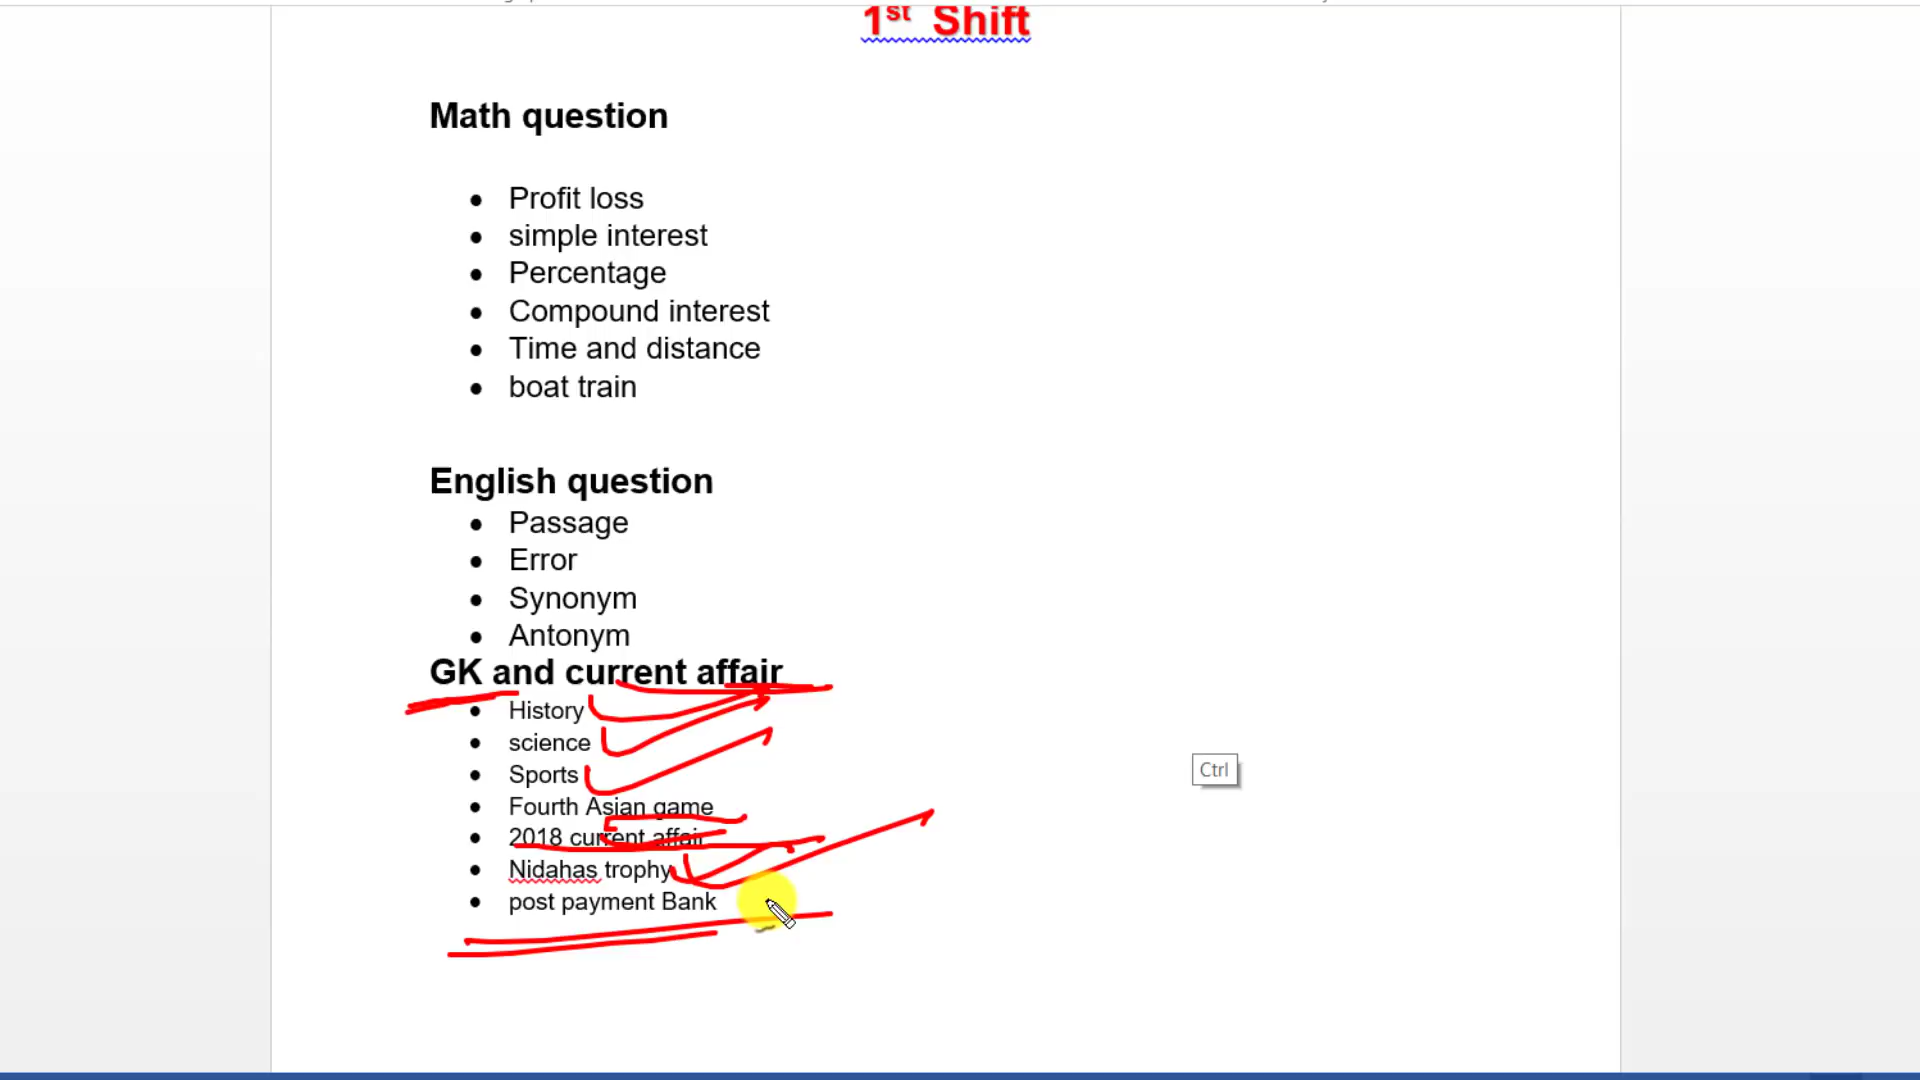 1st Shift
Math question
• Profit loss
• simple interest
• Percentage
• Compound interest
• Time and distance
• boat train
English question
• Passage
• Error
• Synonym
• Antonym
GK and current affair
• History
• science
• Sports
• Fourth Asian game
• 2018 current affair
• Nidahas trophy
• post payment Bank
Ctrl